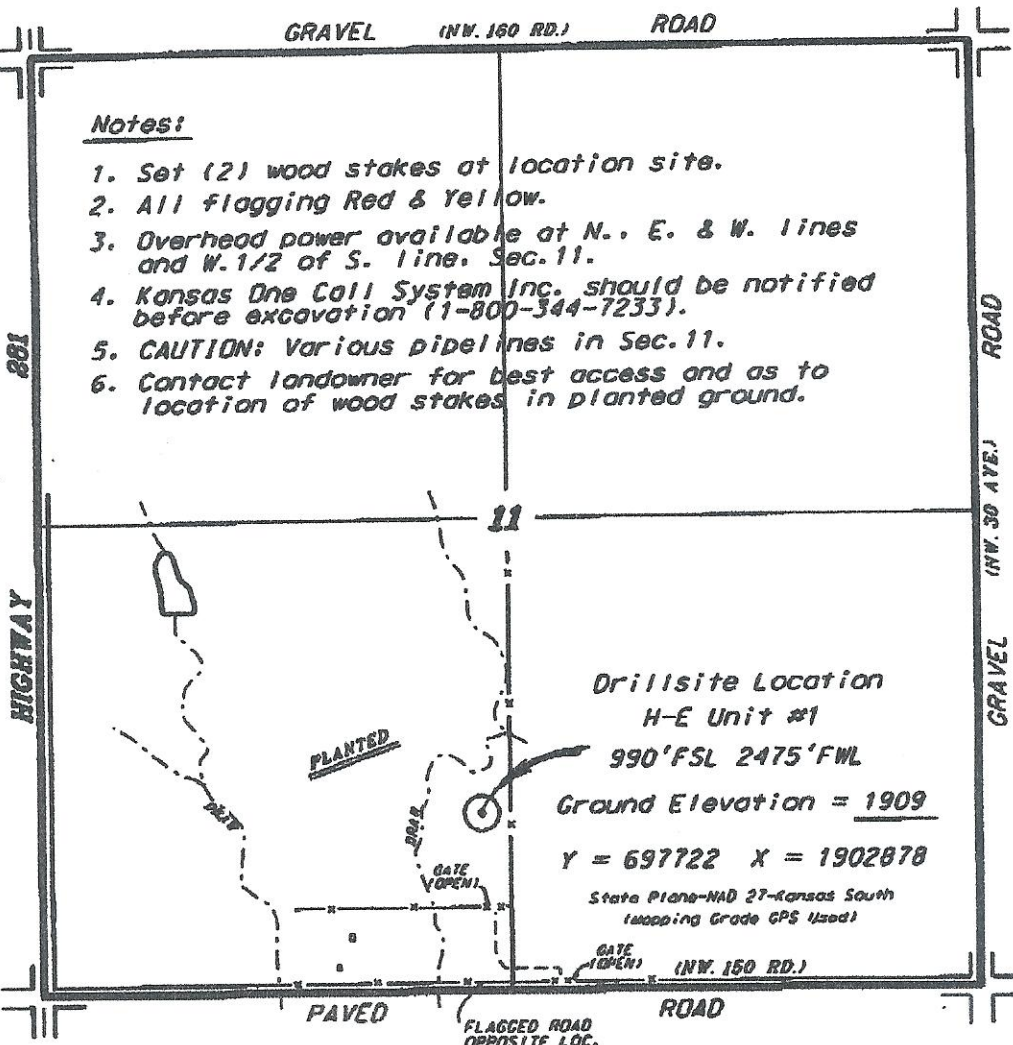 GRAVEL (NW. 160 RD.) ROAD
Notes:
1. Set (2) wood stakes at location site.
2. All flagging Red & Yellow.
3. Overhead power available at N., E. & W. lines
and W.1/2 of S. line, Sec.11.
4. Kansas One Call System Inc. should be notified
before excavation (1-800-344-7233).
5. CAUTION: Various pipelines in Sec.11.
6. Contact landowner for best access and as to
location of wood stakes in planted ground.
HIGHWAY 281
GRAVEL (NW. 30 AVE.) ROAD
11
PLANTED
DRAW
DRAW
Drillsite Location
H-E Unit #1
990'FSL 2475'FWL
Ground Elevation = 1909
Y = 697722 X = 1902878
State Plane-NAD 27-Kansas South
(Mapping Grade GPS Used)
GATE
(OPEN)
GATE
(OPEN)
(NW. 150 RD.)
PAVED ROAD
FLAGGED ROAD
OPPOSITE LOC.